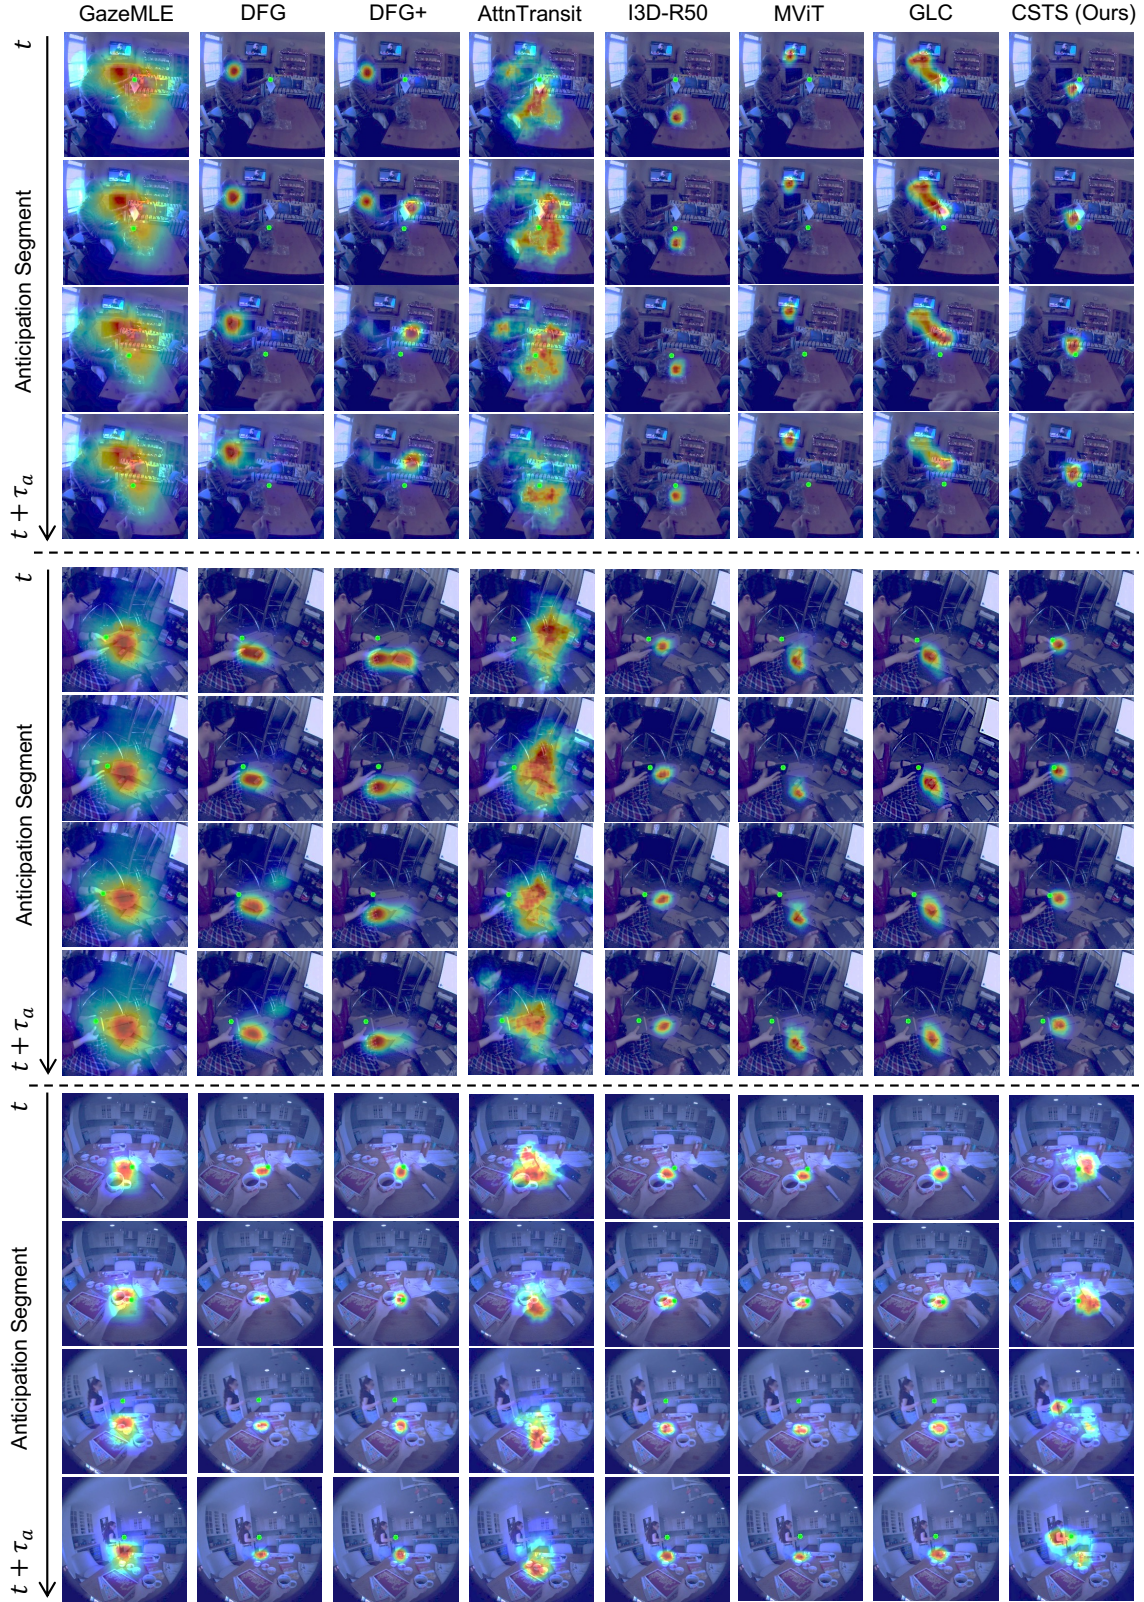 GazeMLE DFG DFG+ AttnTransit I3D-R50 MViT GLC CSTS (Ours)
t
Anticipation Segment
t + τₐ
t
Anticipation Segment
t + τₐ
t
Anticipation Segment
t + τₐ